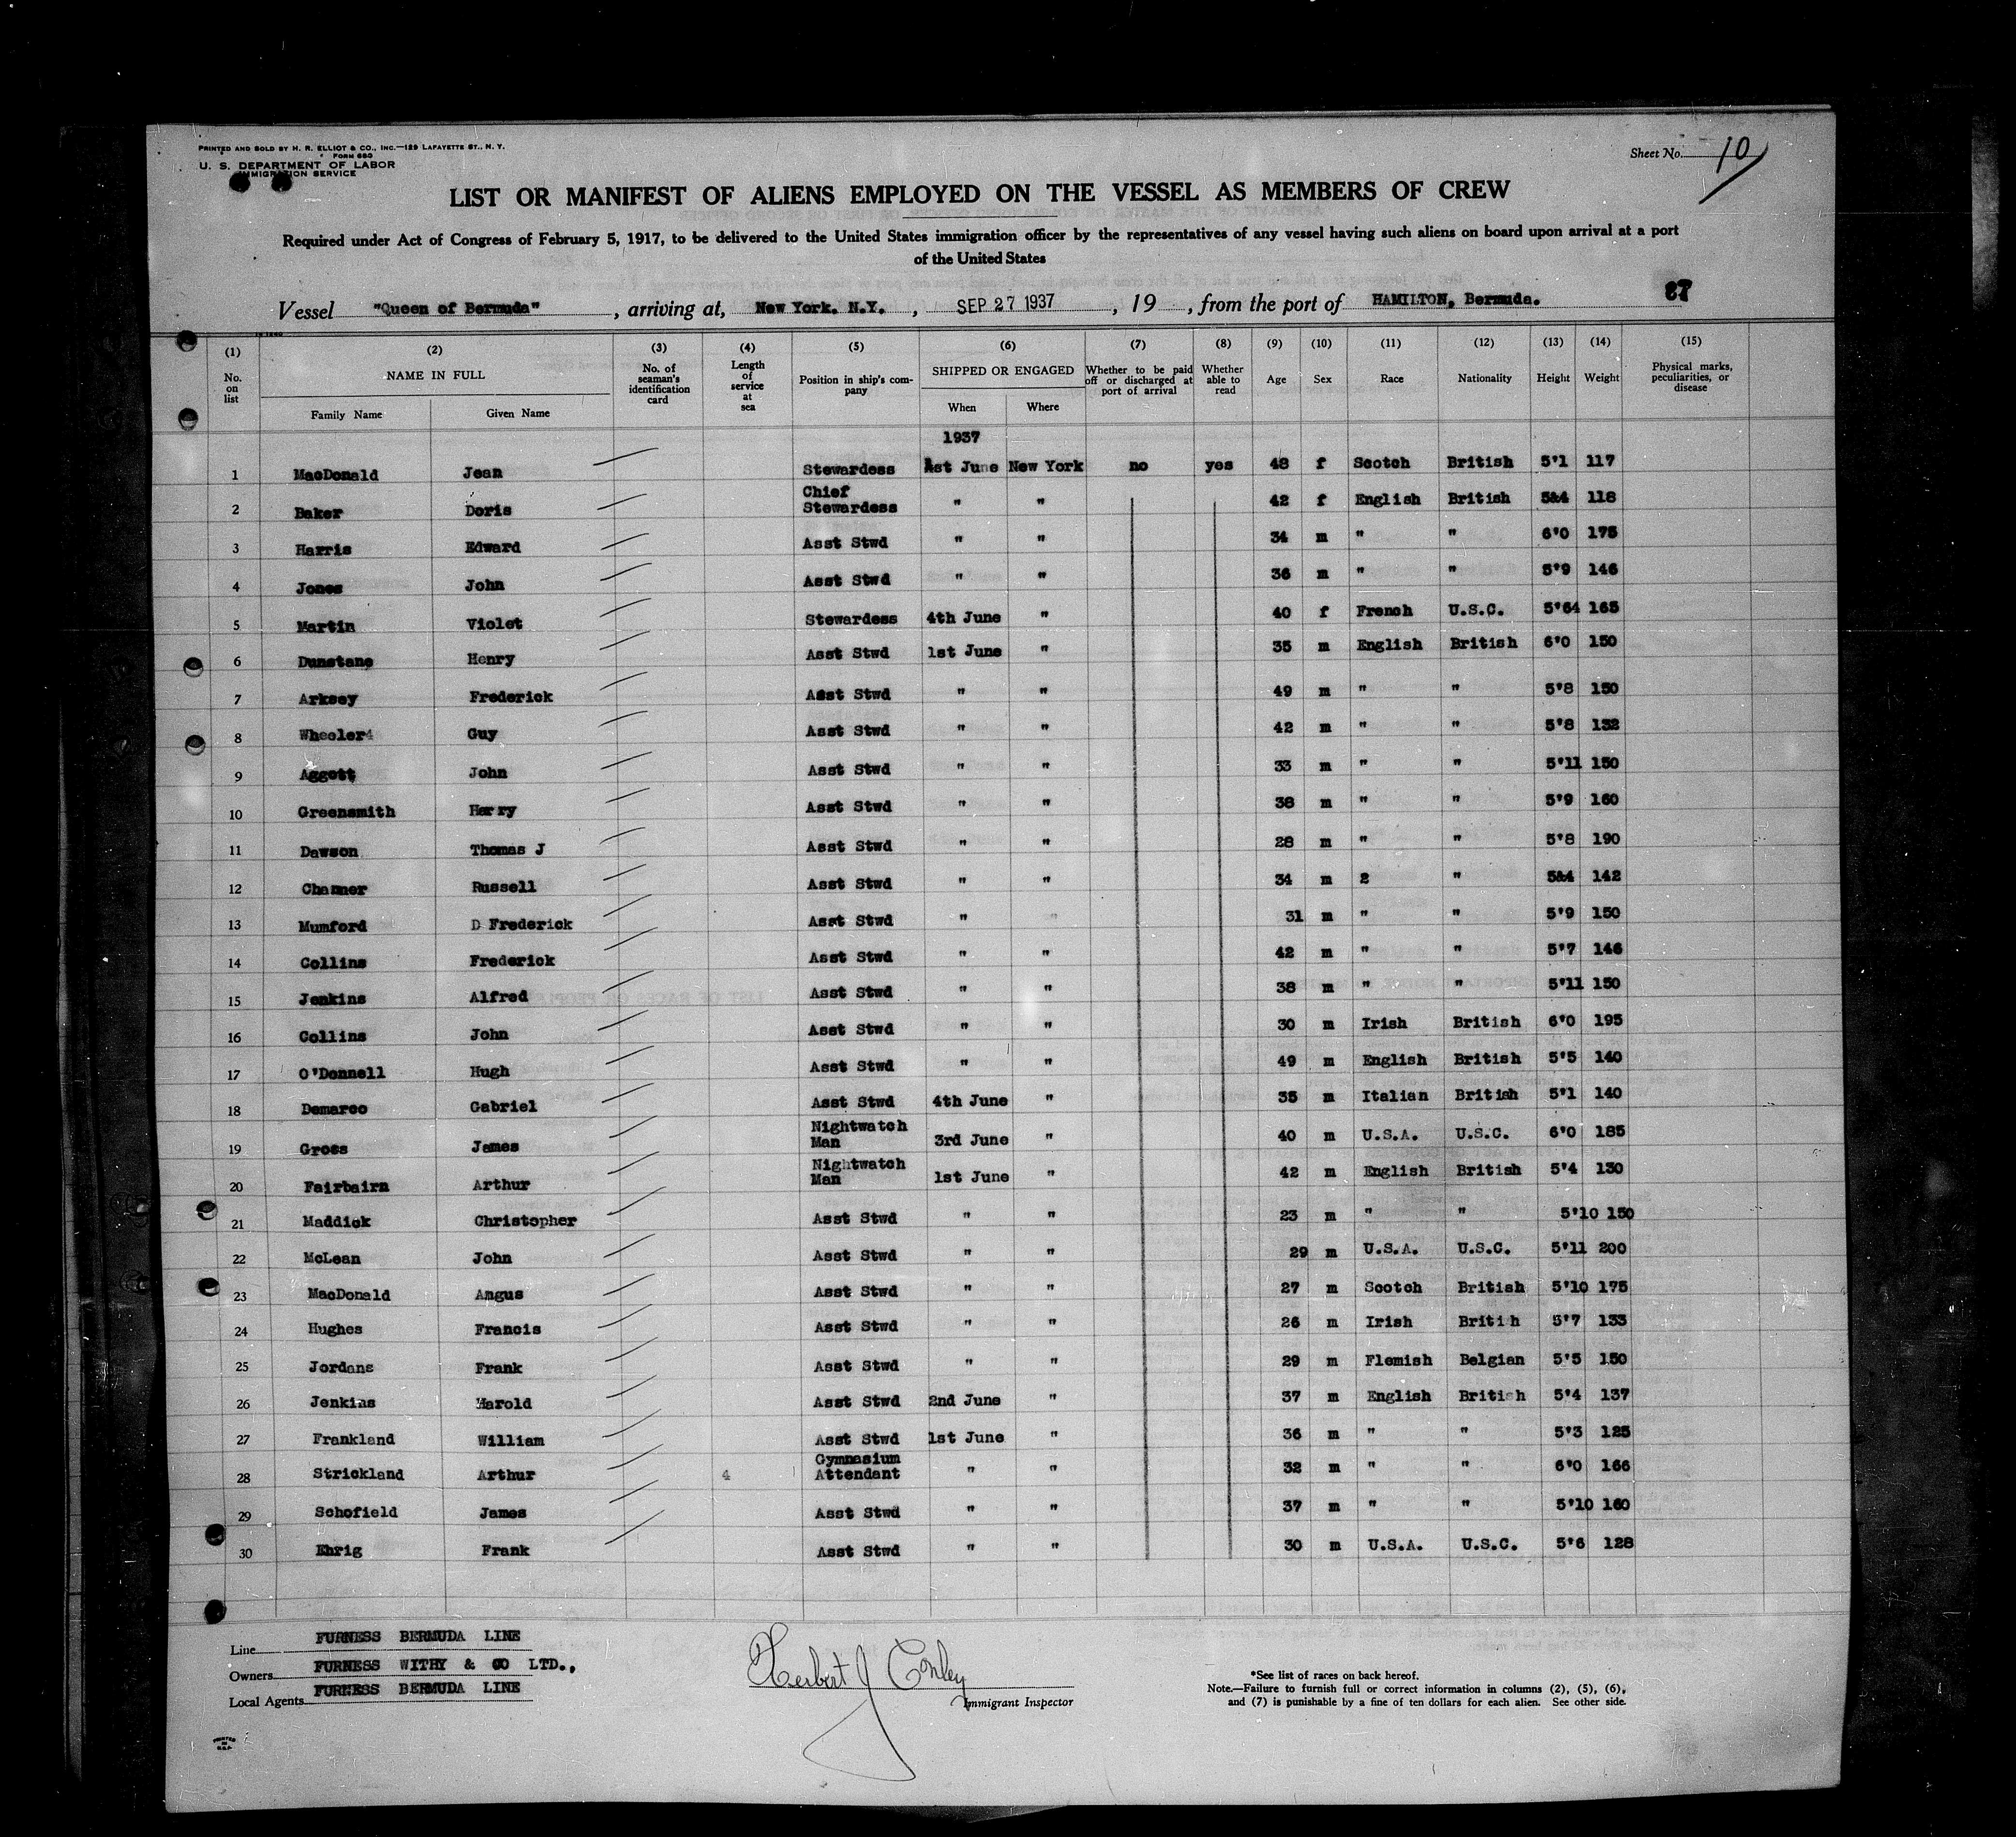 PRINTED AND SOLD BY H. R. ELLIOT & CO., INC.—129 LAFAYETTE ST., N. Y.
FORM 680
U. S. DEPARTMENT OF LABOR
IMMIGRATION SERVICE
Sheet No. 10
LIST OR MANIFEST OF ALIENS EMPLOYED ON THE VESSEL AS MEMBERS OF CREW
Required under Act of Congress of February 5, 1917, to be delivered to the United States immigration officer by the representatives of any vessel having such aliens on board upon arrival at a port
of the United States
Vessel "Queen of Bermuda", arriving at, New York. N.Y., SEP 27 1937, 19 , from the port of HAMILTON, Bermuda.
(1) No. on list (2) NAME IN FULL Family Name Given Name (3) No. of seaman's identification card (4) Length of service at sea (5) Position in ship's company (6) SHIPPED OR ENGAGED When Where (7) Whether to be paid off or discharged at port of arrival (8) Whether able to read (9) Age (10) Sex (11) Race (12) Nationality (13) Height (14) Weight (15) Physical marks, peculiarities, or disease
1937
1 MacDonald Jean Stewardess 1st June New York no yes 48 f Scotch British 5'1 117
2 Baker Doris Chief Stewardess " " 42 f English British 5&4 118
3 Harris Edward Asst Stwd " " 34 m " " 6'0 175
4 Jones John Asst Stwd " " 36 m " " 5'9 146
5 Martin Violet Stewardess 4th June " 40 f French U.S.C. 5'64 165
6 Dunstane Henry Asst Stwd 1st June " 35 m English British 6'0 150
7 Arksey Frederick Asst Stwd " " 49 m " " 5'8 150
8 Wheeler4 Guy Asst Stwd " " 42 m " " 5'8 132
9 Aggett John Asst Stwd " " 33 m " " 5'11 150
10 Greensmith Harry Asst Stwd " " 38 m " " 5'9 160
11 Dawson Thomas J Asst Stwd " " 28 m " " 5'8 190
12 Chamner Russell Asst Stwd " " 34 m 2 " 5&4 142
13 Mumford D Frederick Asst Stwd " " 31 m " " 5'9 150
14 Collins Frederick Asst Stwd " " 42 m " " 5'7 146
15 Jenkins Alfred Asst Stwd " " 38 m " " 5'11 150
16 Collins John Asst Stwd " " 30 m Irish British 6'0 195
17 O'Donnell Hugh Asst Stwd " " 49 m English British 5'5 140
18 Demarco Gabriel Asst Stwd 4th June " 35 m Italian British 5'1 140
19 Gross James Nightwatch Man 3rd June " 40 m U.S.A. U.S.C. 6'0 185
20 Fairbairn Arthur Nightwatch Man 1st June " 42 m English British 5'4 130
21 Maddick Christopher Asst Stwd " " 23 m " " 5'10 150
22 McLean John Asst Stwd " " 29 m U.S.A. U.S.C. 5'11 200
23 MacDonald Angus Asst Stwd " " 27 m Scotch British 5'10 175
24 Hughes Francis Asst Stwd " " 26 m Irish Briti h 5'7 133
25 Jordans Frank Asst Stwd " " 29 m Flemish Belgian 5'5 150
26 Jenkins Harold Asst Stwd 2nd June " 37 m English British 5'4 137
27 Frankland William Asst Stwd 1st June " 36 m " " 5'3 125
28 Strickland Arthur 4 Gymnasium Attendant " " 32 m " " 6'0 166
29 Schofield James Asst Stwd " " 37 m " " 5'10 160
30 Ehrig Frank Asst Stwd " " 30 m U.S.A. U.S.C. 5'6 128
Line FURNESS BERMUDA LINE
Owners FURNESS WITHY & CO LTD.,
Local Agents FURNESS BERMUDA LINE
Herbert J Conley
Immigrant Inspector
*See list of races on back hereof.
Note.—Failure to furnish full or correct information in columns (2), (5), (6),
and (7) is punishable by a fine of ten dollars for each alien. See other side.